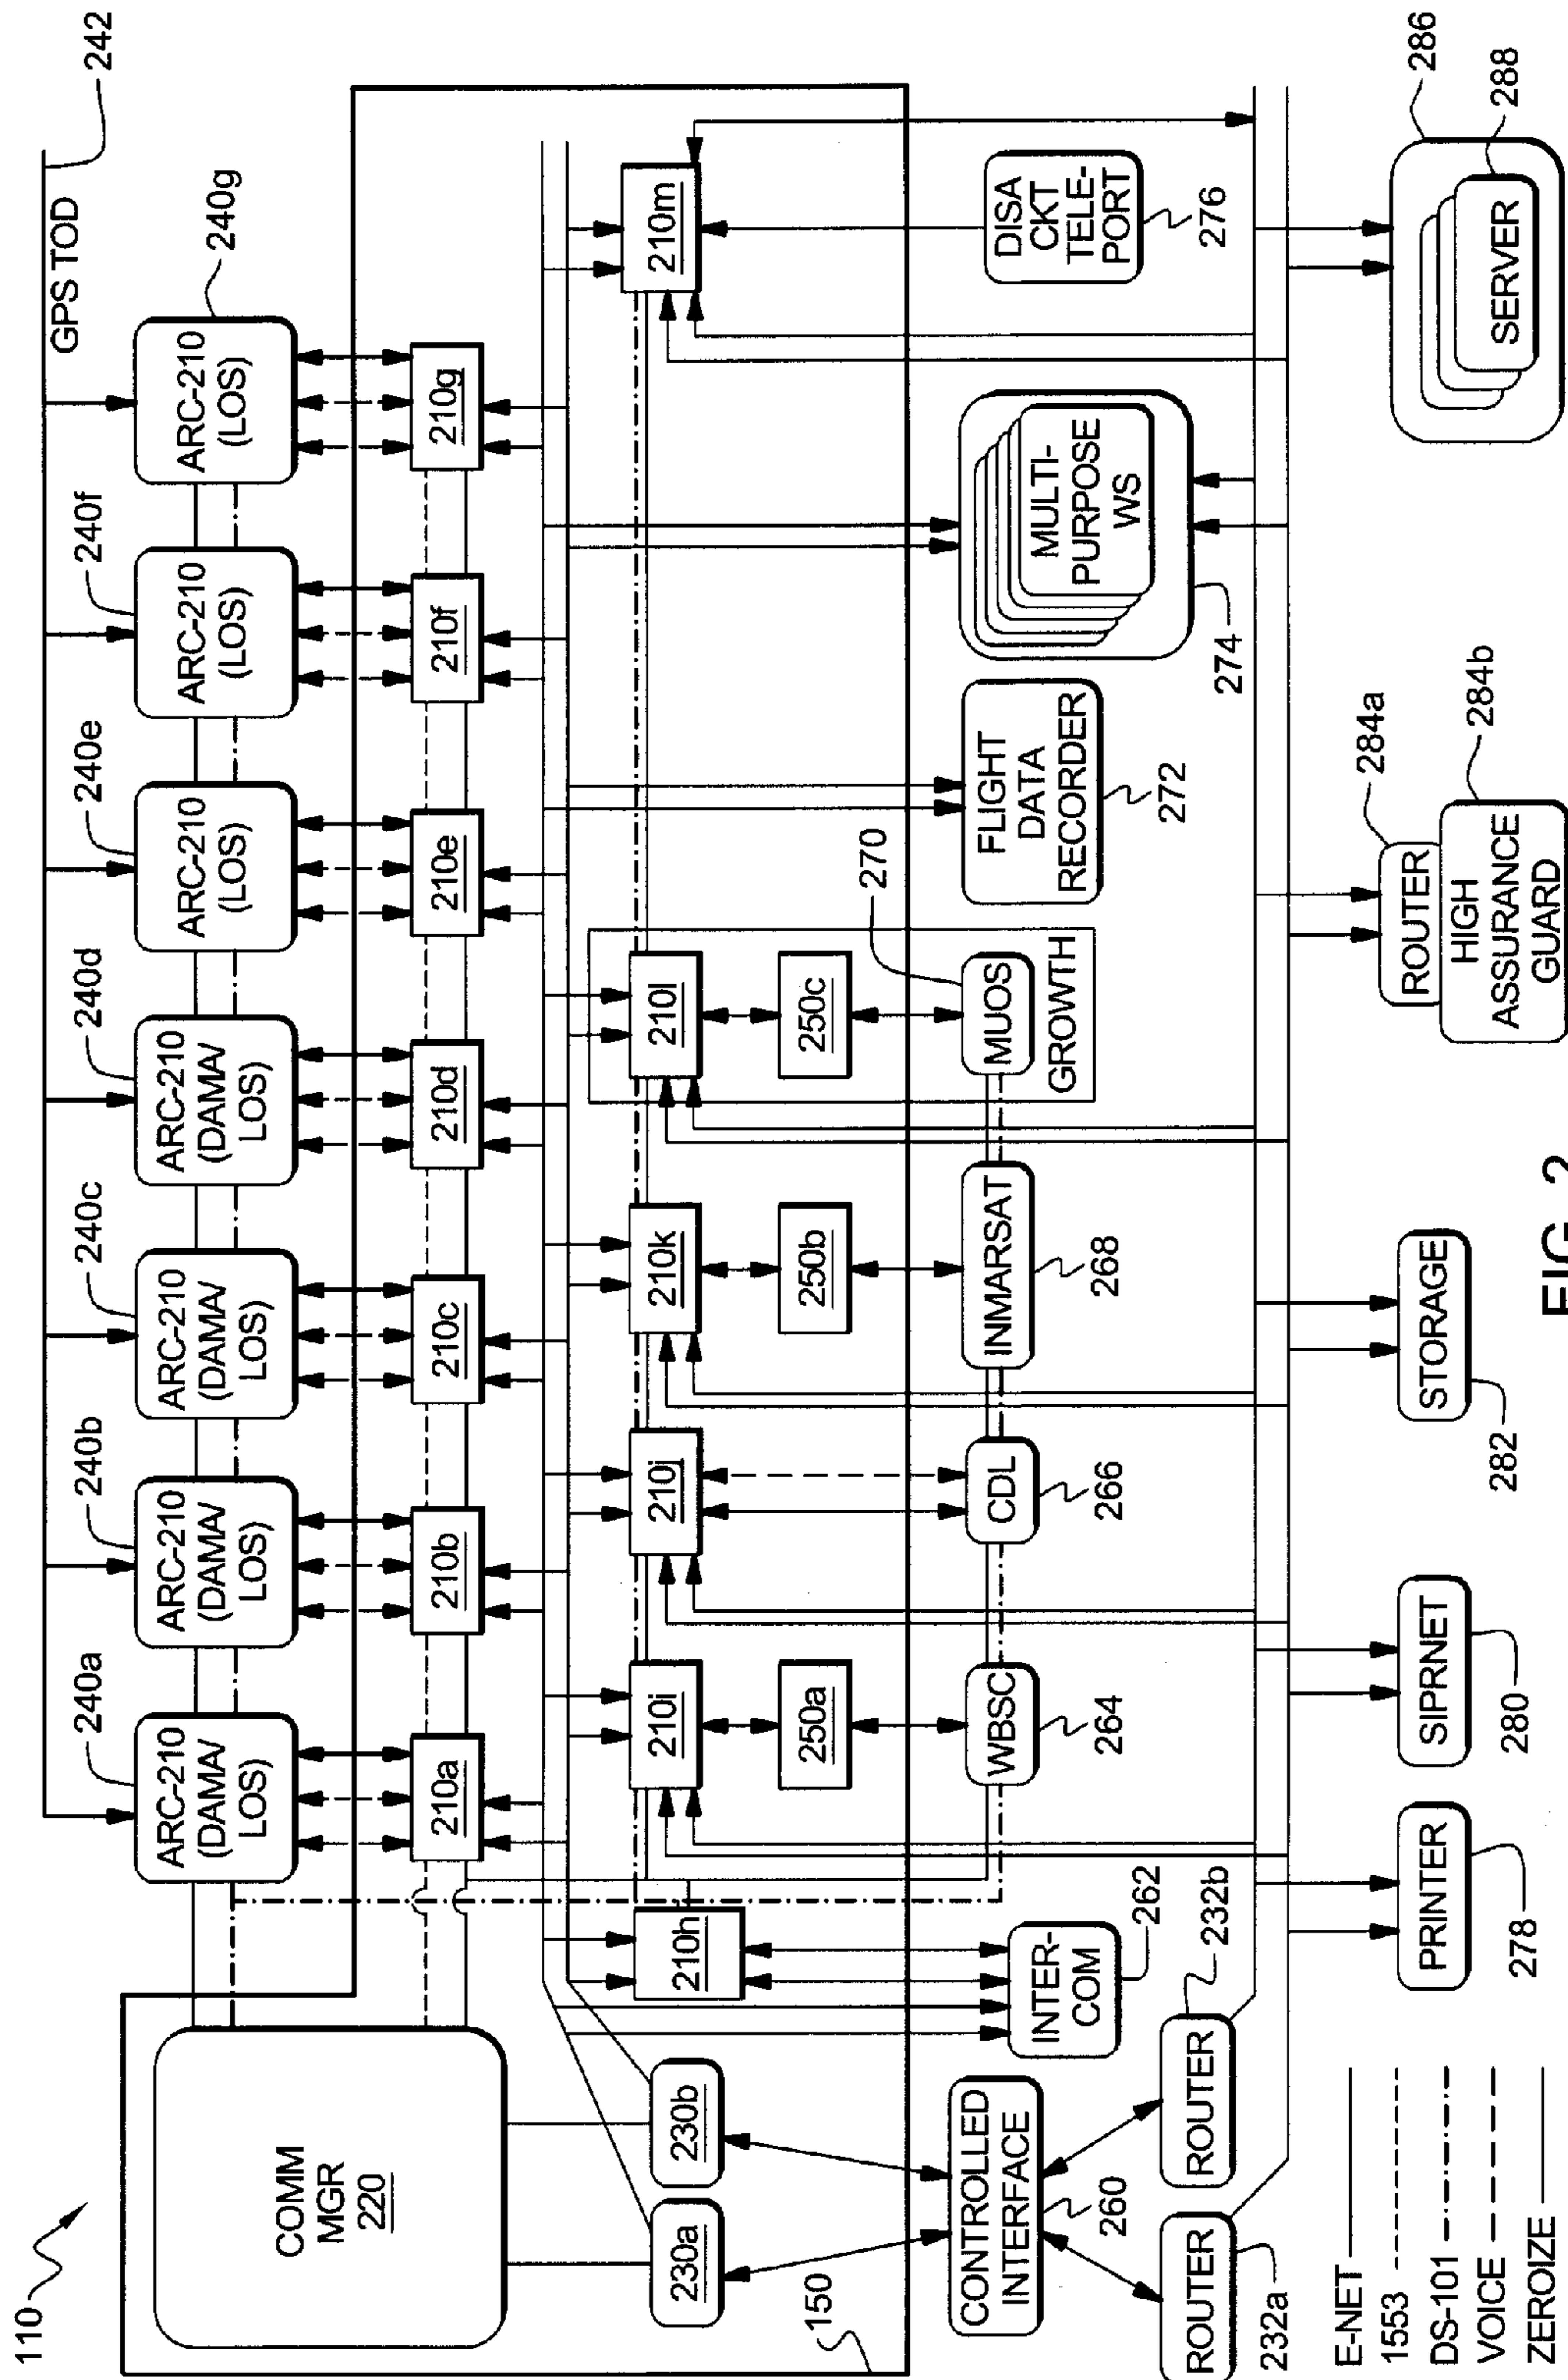 110
242
GPS TOD
240a
240b
240c
240d
240e
240f
240g
ARC-210
(DAMA/
LOS)
ARC-210
(DAMA/
LOS)
ARC-210
(DAMA/
LOS)
ARC-210
(DAMA/
LOS)
ARC-210
(LOS)
ARC-210
(LOS)
ARC-210
(LOS)
COMM
MGR
220
210a
210b
210c
210d
210e
210f
210g
230a
230b
210h
210i
210j
210k
210l
210m
250a
250b
250c
150
CONTROLLED
INTERFACE
260
INTER-
COM
262
WBSC
264
CDL
266
INMARSAT
268
MUOS
270
GROWTH
FLIGHT
DATA
RECORDER
272
MULTI-
PURPOSE
WS
274
DISA
CKT
TELE-
PORT
276
ROUTER
232a
ROUTER
232b
PRINTER
278
SIPRNET
280
STORAGE
282
ROUTER
284a
HIGH
ASSURANCE
GUARD
284b
SERVER
286
288
E-NET
1553
DS-101
VOICE
ZEROIZE
FIG. 2